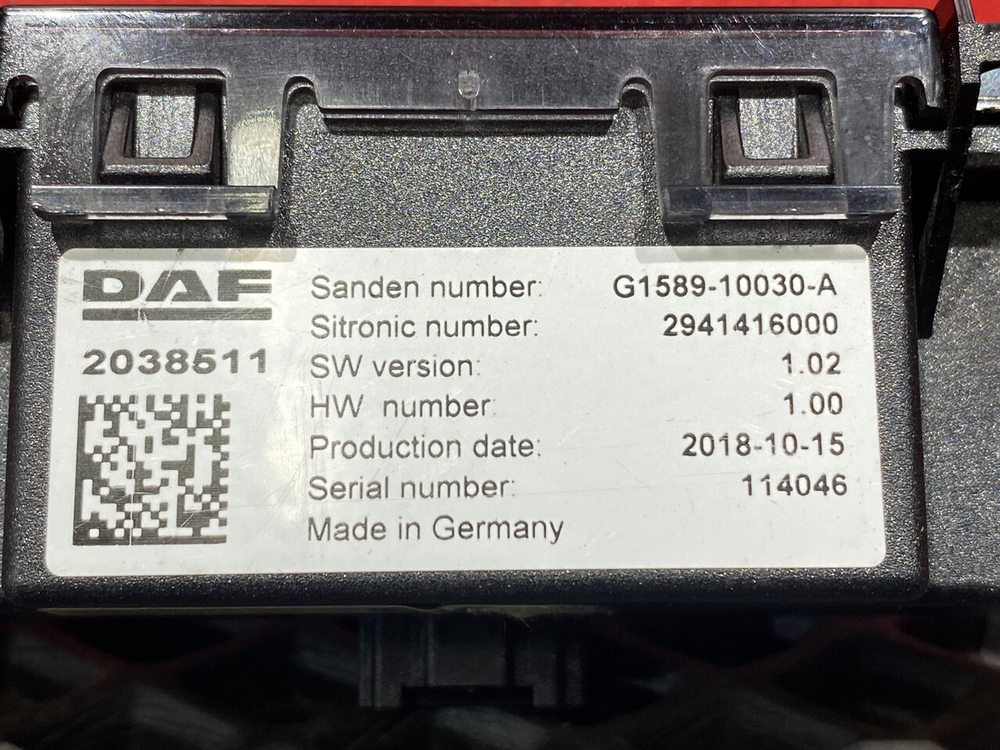 DAF
2038511
Sanden number: G1589-10030-A
Sitronic number: 2941416000
SW version: 1.02
HW number: 1.00
Production date: 2018-10-15
Serial number: 114046
Made in Germany